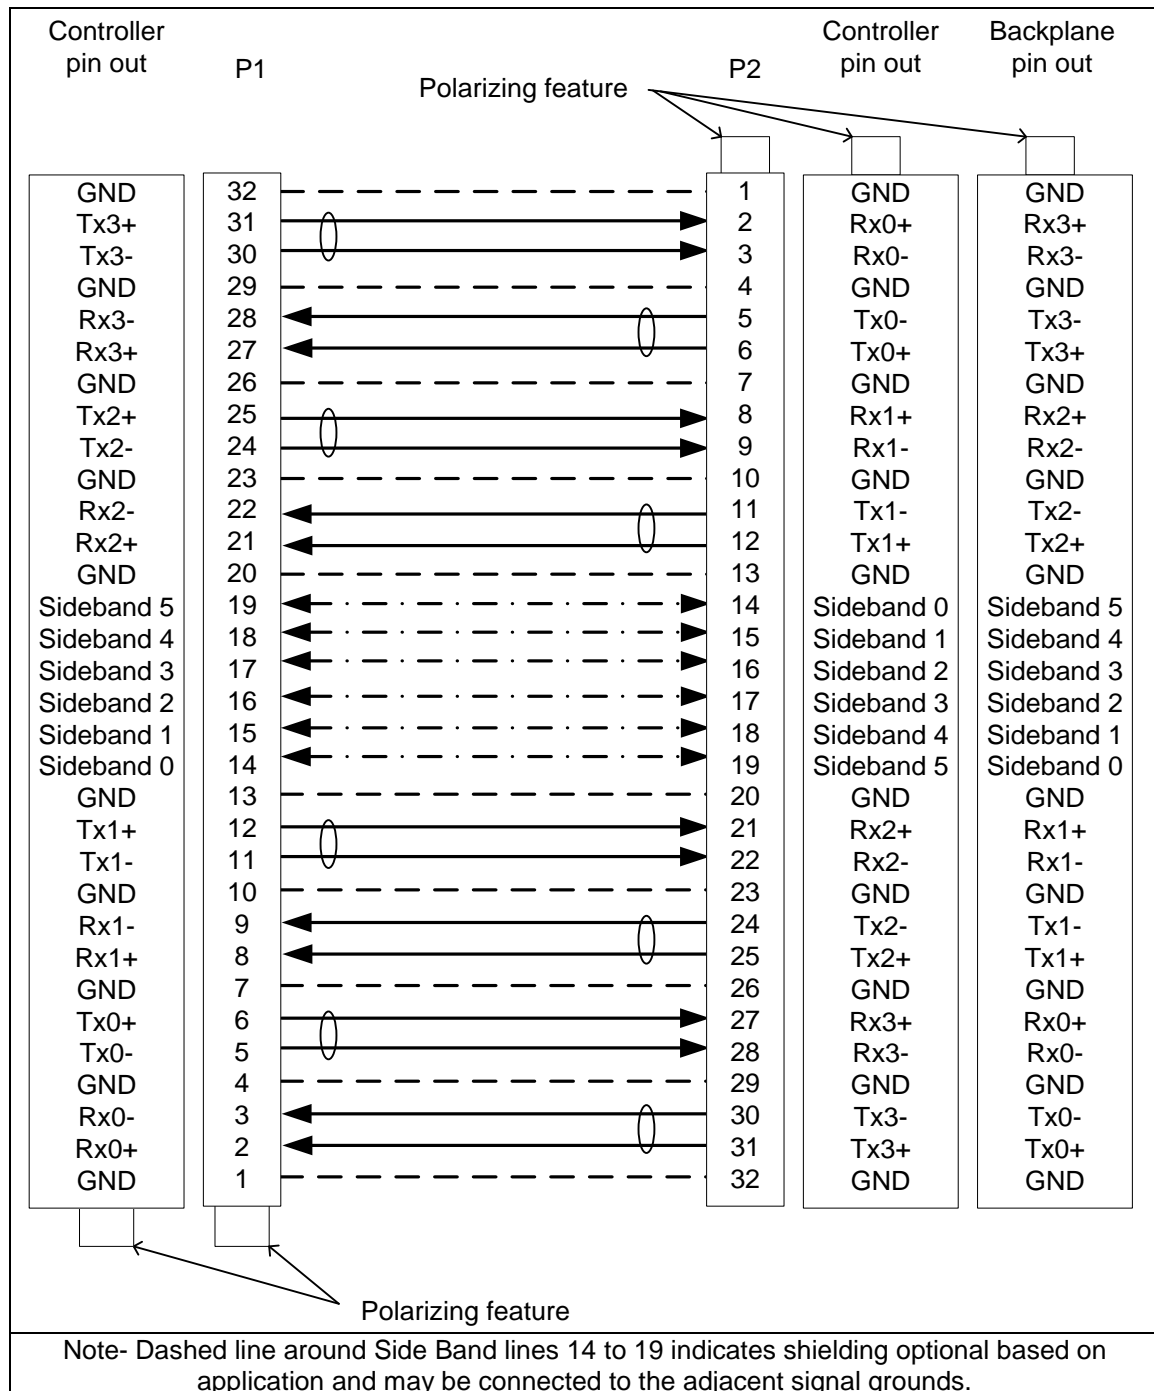 Controller pin out
P1
P2
Controller pin out
Backplane pin out
Polarizing feature
GND 32 1 GND GND
Tx3+ 31 2 Rx0+ Rx3+
Tx3- 30 3 Rx0- Rx3-
GND 29 4 GND GND
Rx3- 28 5 Tx0- Tx3-
Rx3+ 27 6 Tx0+ Tx3+
GND 26 7 GND GND
Tx2+ 25 8 Rx1+ Rx2+
Tx2- 24 9 Rx1- Rx2-
GND 23 10 GND GND
Rx2- 22 11 Tx1- Tx2-
Rx2+ 21 12 Tx1+ Tx2+
GND 20 13 GND GND
Sideband 5 19 14 Sideband 0 Sideband 5
Sideband 4 18 15 Sideband 1 Sideband 4
Sideband 3 17 16 Sideband 2 Sideband 3
Sideband 2 16 17 Sideband 3 Sideband 2
Sideband 1 15 18 Sideband 4 Sideband 1
Sideband 0 14 19 Sideband 5 Sideband 0
GND 13 20 GND GND
Tx1+ 12 21 Rx2+ Rx1+
Tx1- 11 22 Rx2- Rx1-
GND 10 23 GND GND
Rx1- 9 24 Tx2- Tx1-
Rx1+ 8 25 Tx2+ Tx1+
GND 7 26 GND GND
Tx0+ 6 27 Rx3+ Rx0+
Tx0- 5 28 Rx3- Rx0-
GND 4 29 GND GND
Rx0- 3 30 Tx3- Tx0-
Rx0+ 2 31 Tx3+ Tx0+
GND 1 32 GND GND
Polarizing feature
Note- Dashed line around Side Band lines 14 to 19 indicates shielding optional based on
application and may be connected to the adjacent signal grounds.